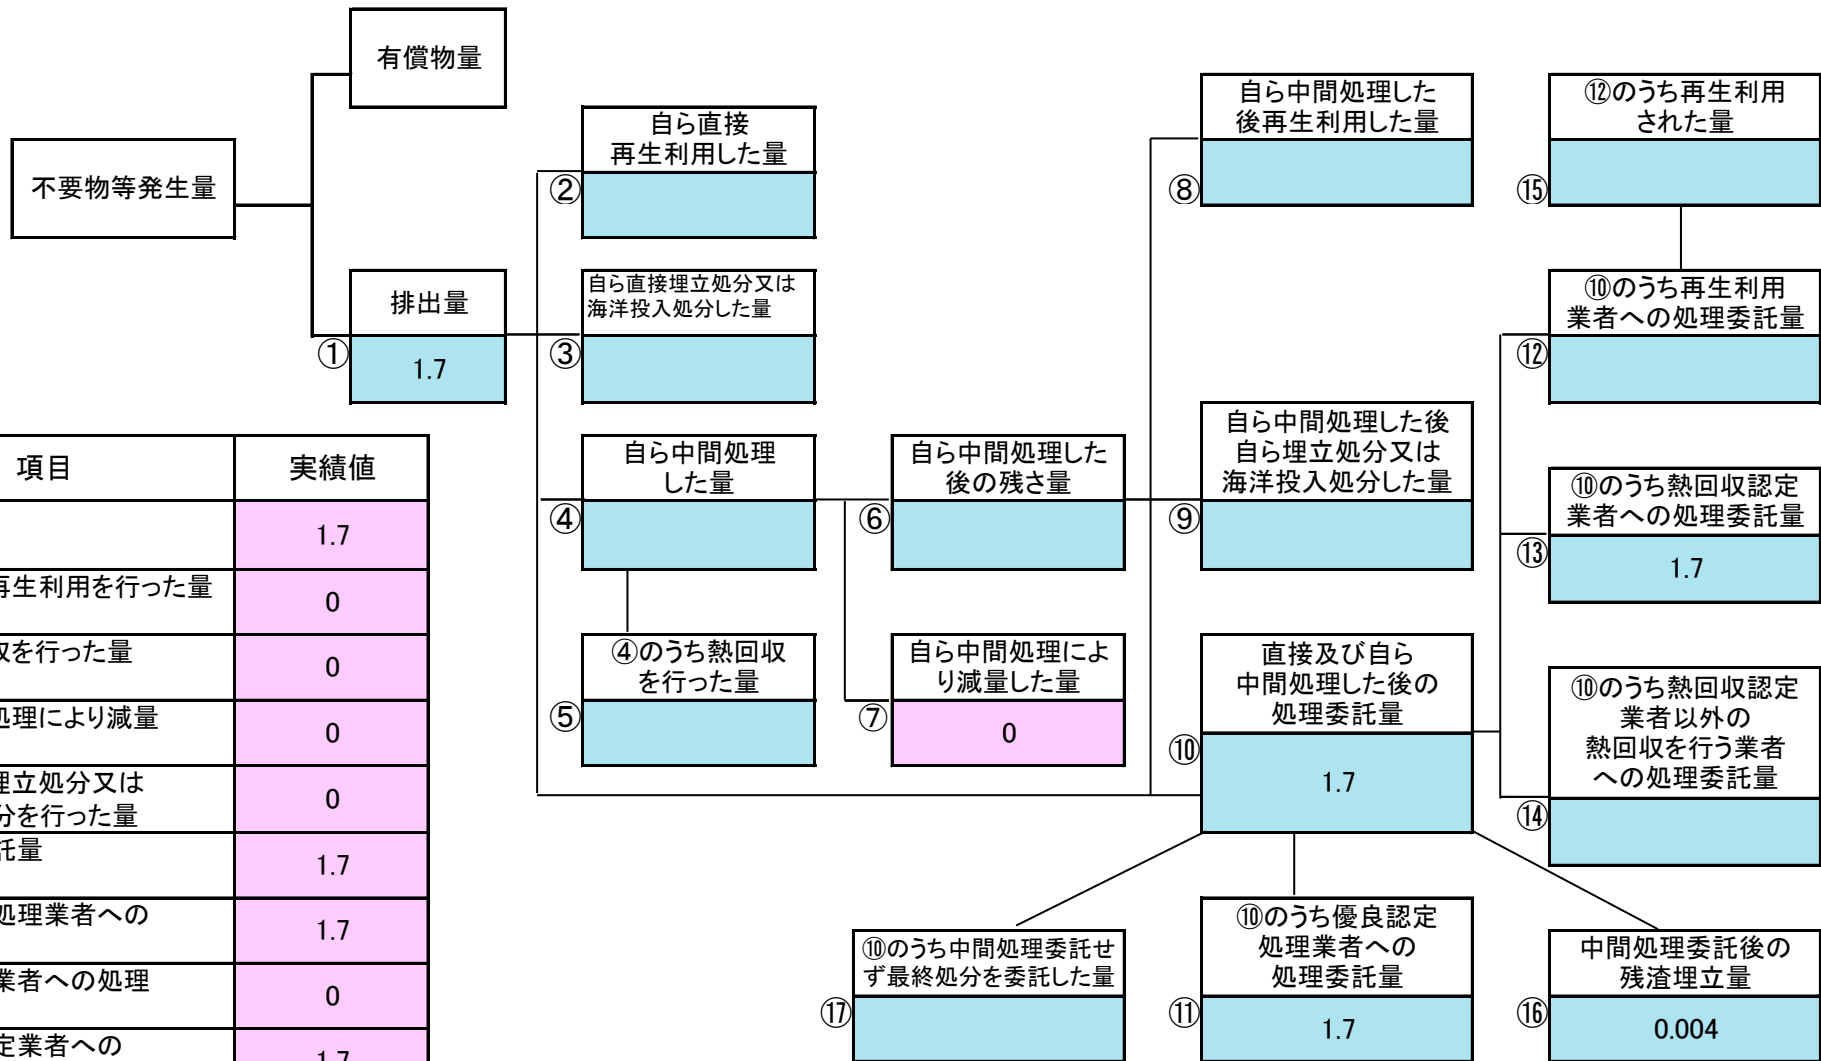 有償物量
不要物等発生量
排出量
①
1.7
自ら直接
再生利用した量
②
自ら直接埋立処分又は
海洋投入処分した量
③
自ら中間処理
した量
④
④のうち熱回収
を行った量
⑤
自ら中間処理した
後の残さ量
⑥
自ら中間処理によ
り減量した量
⑦
0
自ら中間処理した
後再生利用した量
⑧
自ら中間処理した後
自ら埋立処分又は
海洋投入処分した量
⑨
直接及び自ら
中間処理した後の
処理委託量
⑩
1.7
⑫のうち再生利用
された量
⑮
⑩のうち再生利用
業者への処理委託量
⑫
⑩のうち熱回収認定
業者への処理委託量
⑬
1.7
⑩のうち熱回収認定
業者以外の
熱回収を行う業者
への処理委託量
⑭
⑩のうち中間処理委託せ
ず最終処分を委託した量
⑰
⑩のうち優良認定
処理業者への
処理委託量
⑪
1.7
中間処理委託後の
残渣埋立量
⑯
0.004
項目 実績値
1.7
再生利用を行った量 0
収を行った量 0
処理により減量 0
埋立処分又は
分を行った量 0
託量 1.7
処理業者への 1.7
業者への処理 0
定業者への 1.7